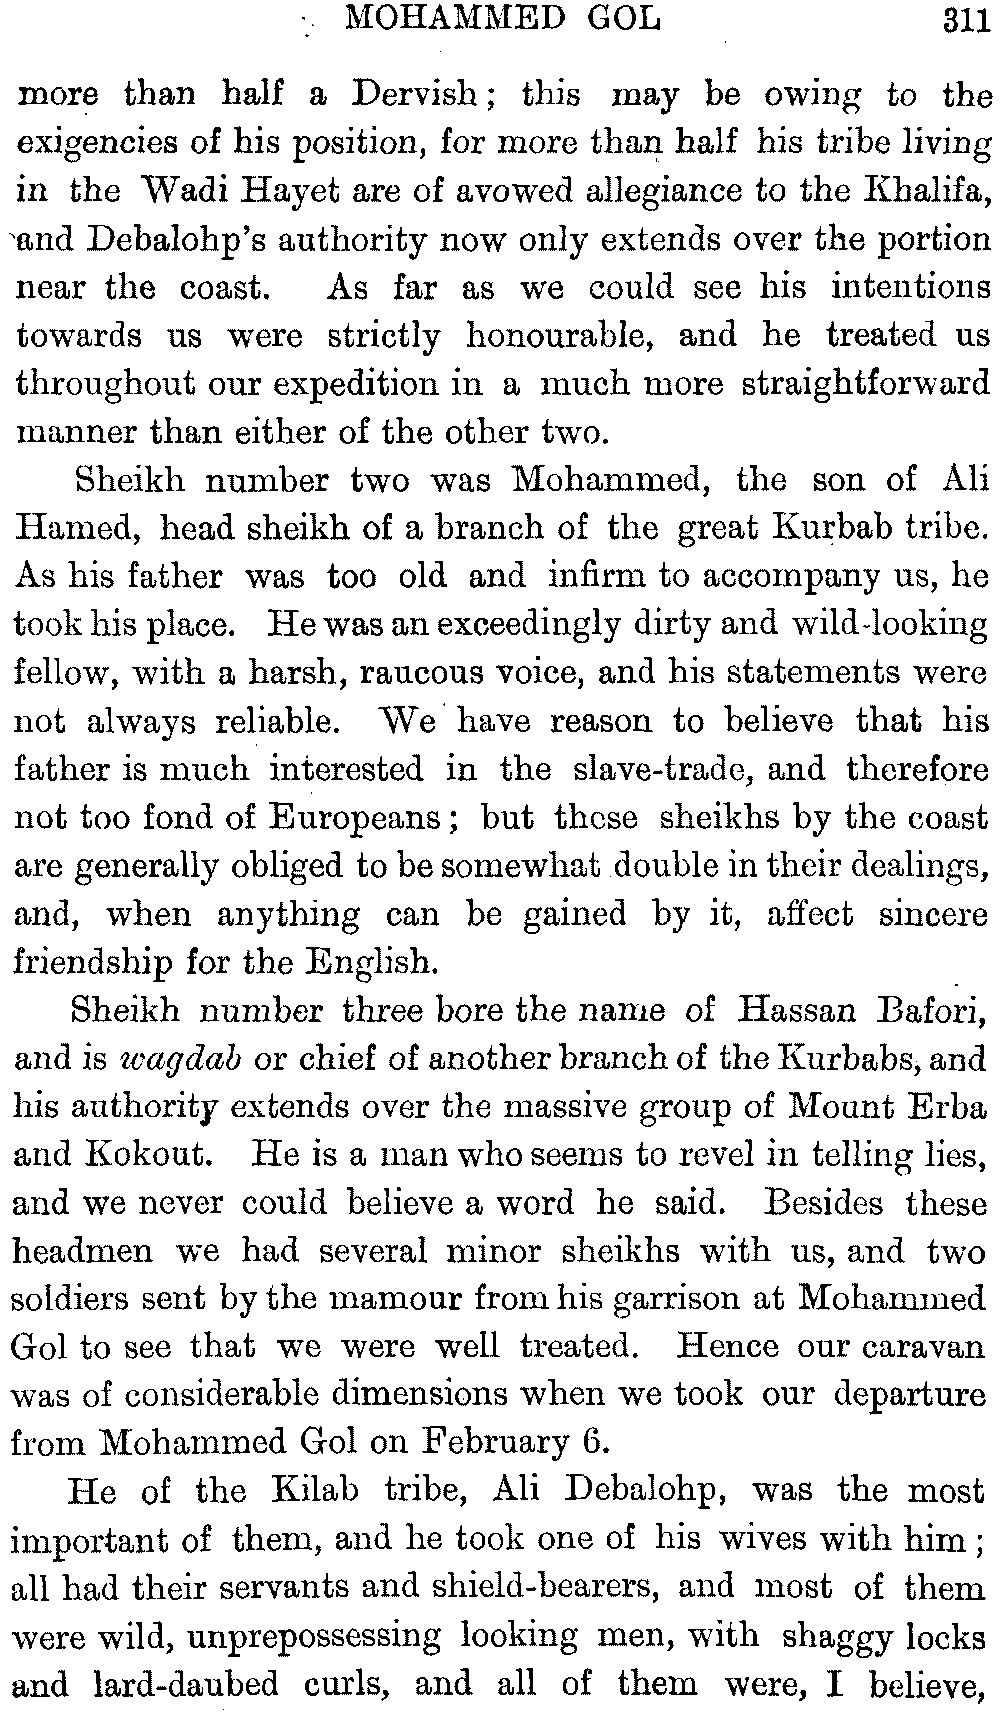 MOHAMMED GOL 311
more than half a Dervish; this may be owing to the
exigencies of his position, for more than half his tribe living
in the Wadi Hayet are of avowed allegiance to the Khalifa,
and Debalohp's authority now only extends over the portion
near the coast. As far as we could see his intentions
towards us were strictly honourable, and he treated us
throughout our expedition in a much more straightforward
manner than either of the other two.
Sheikh number two was Mohammed, the son of Ali
Hamed, head sheikh of a branch of the great Kurbab tribe.
As his father was too old and infirm to accompany us, he
took his place. He was an exceedingly dirty and wild-looking
fellow, with a harsh, raucous voice, and his statements were
not always reliable. We have reason to believe that his
father is much interested in the slave-trade, and therefore
not too fond of Europeans; but these sheikhs by the coast
are generally obliged to be somewhat double in their dealings,
and, when anything can be gained by it, affect sincere
friendship for the English.
Sheikh number three bore the name of Hassan Bafori,
and is wagdab or chief of another branch of the Kurbabs, and
his authority extends over the massive group of Mount Erba
and Kokout. He is a man who seems to revel in telling lies,
and we never could believe a word he said. Besides these
headmen we had several minor sheikhs with us, and two
soldiers sent by the mamour from his garrison at Mohammed
Gol to see that we were well treated. Hence our caravan
was of considerable dimensions when we took our departure
from Mohammed Gol on February 6.
He of the Kilab tribe, Ali Debalohp, was the most
important of them, and he took one of his wives with him;
all had their servants and shield-bearers, and most of them
were wild, unprepossessing looking men, with shaggy locks
and lard-daubed curls, and all of them were, I believe,